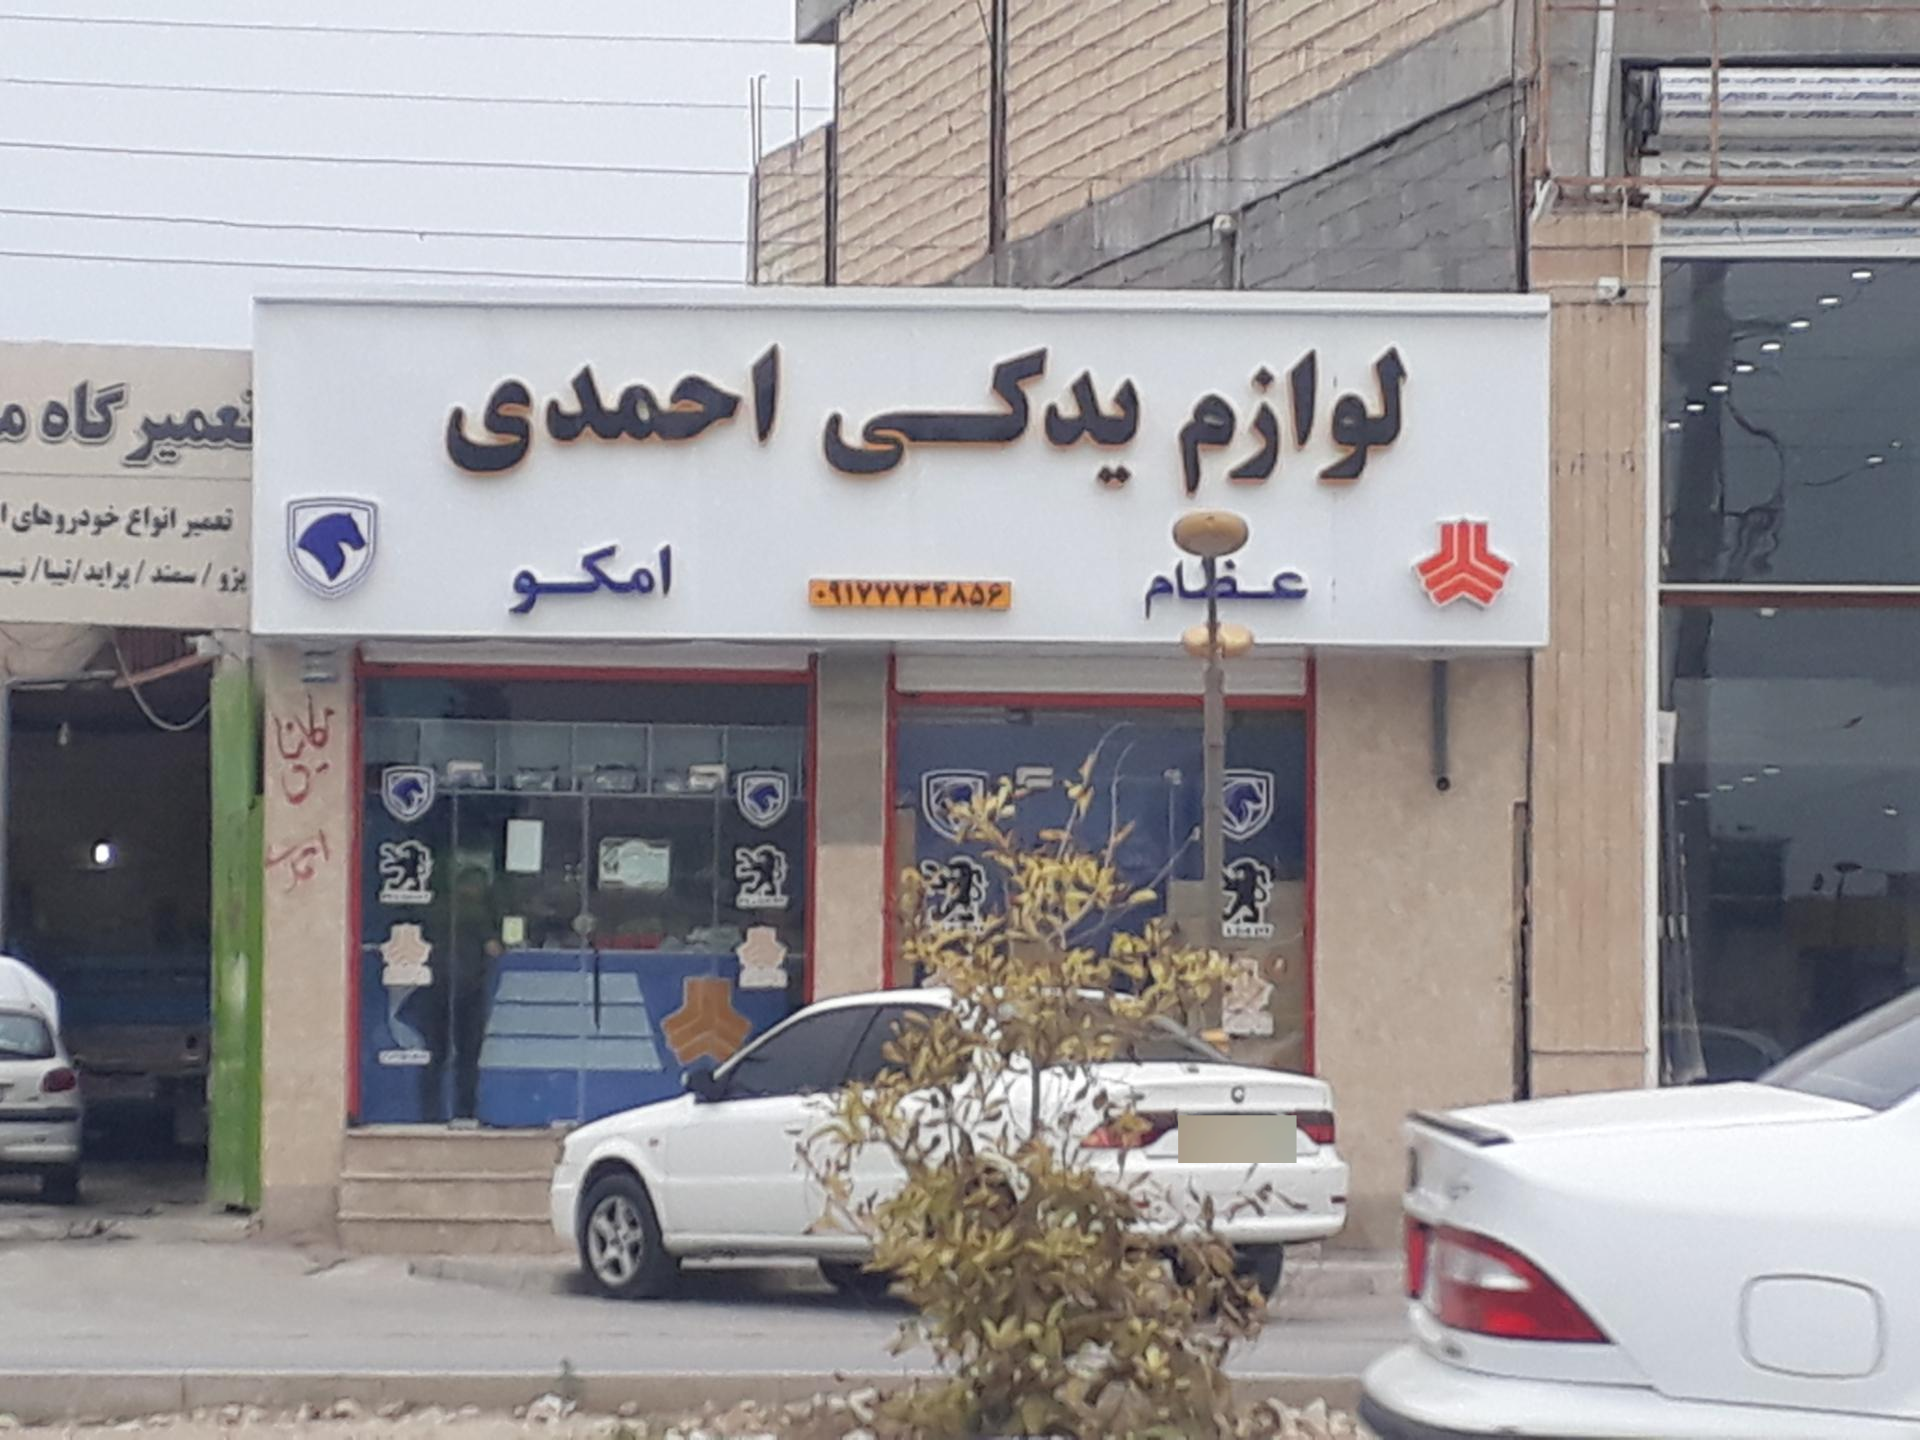 لوازم یدکی احمدی
عظام
۰۹۱۷۷۷۳۴۸۵۶
امکو
تعمیرگاه
تعمیر انواع خودروهای
پژو / سمند / پراید/تیبا/